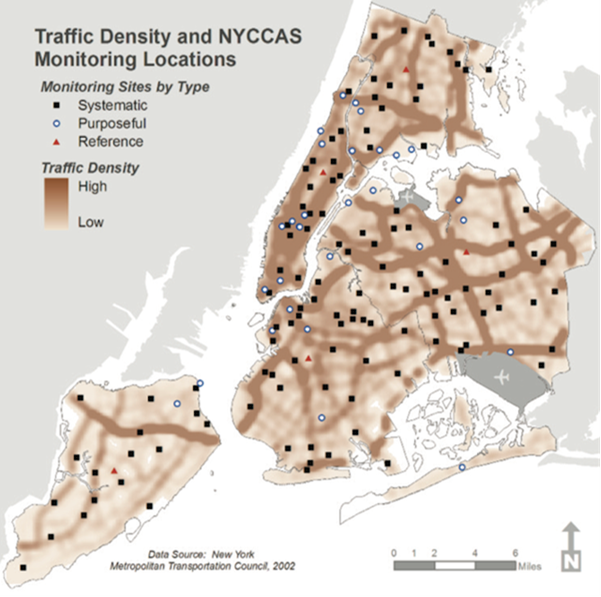 Traffic Density and NYCCAS
Monitoring Locations
Monitoring Sites by Type
Systematic
Purposeful
Reference
Traffic Density
High
Low
Data Source: New York
Metropolitan Transportation Council, 2002
0 1 2 4 6
Miles
N